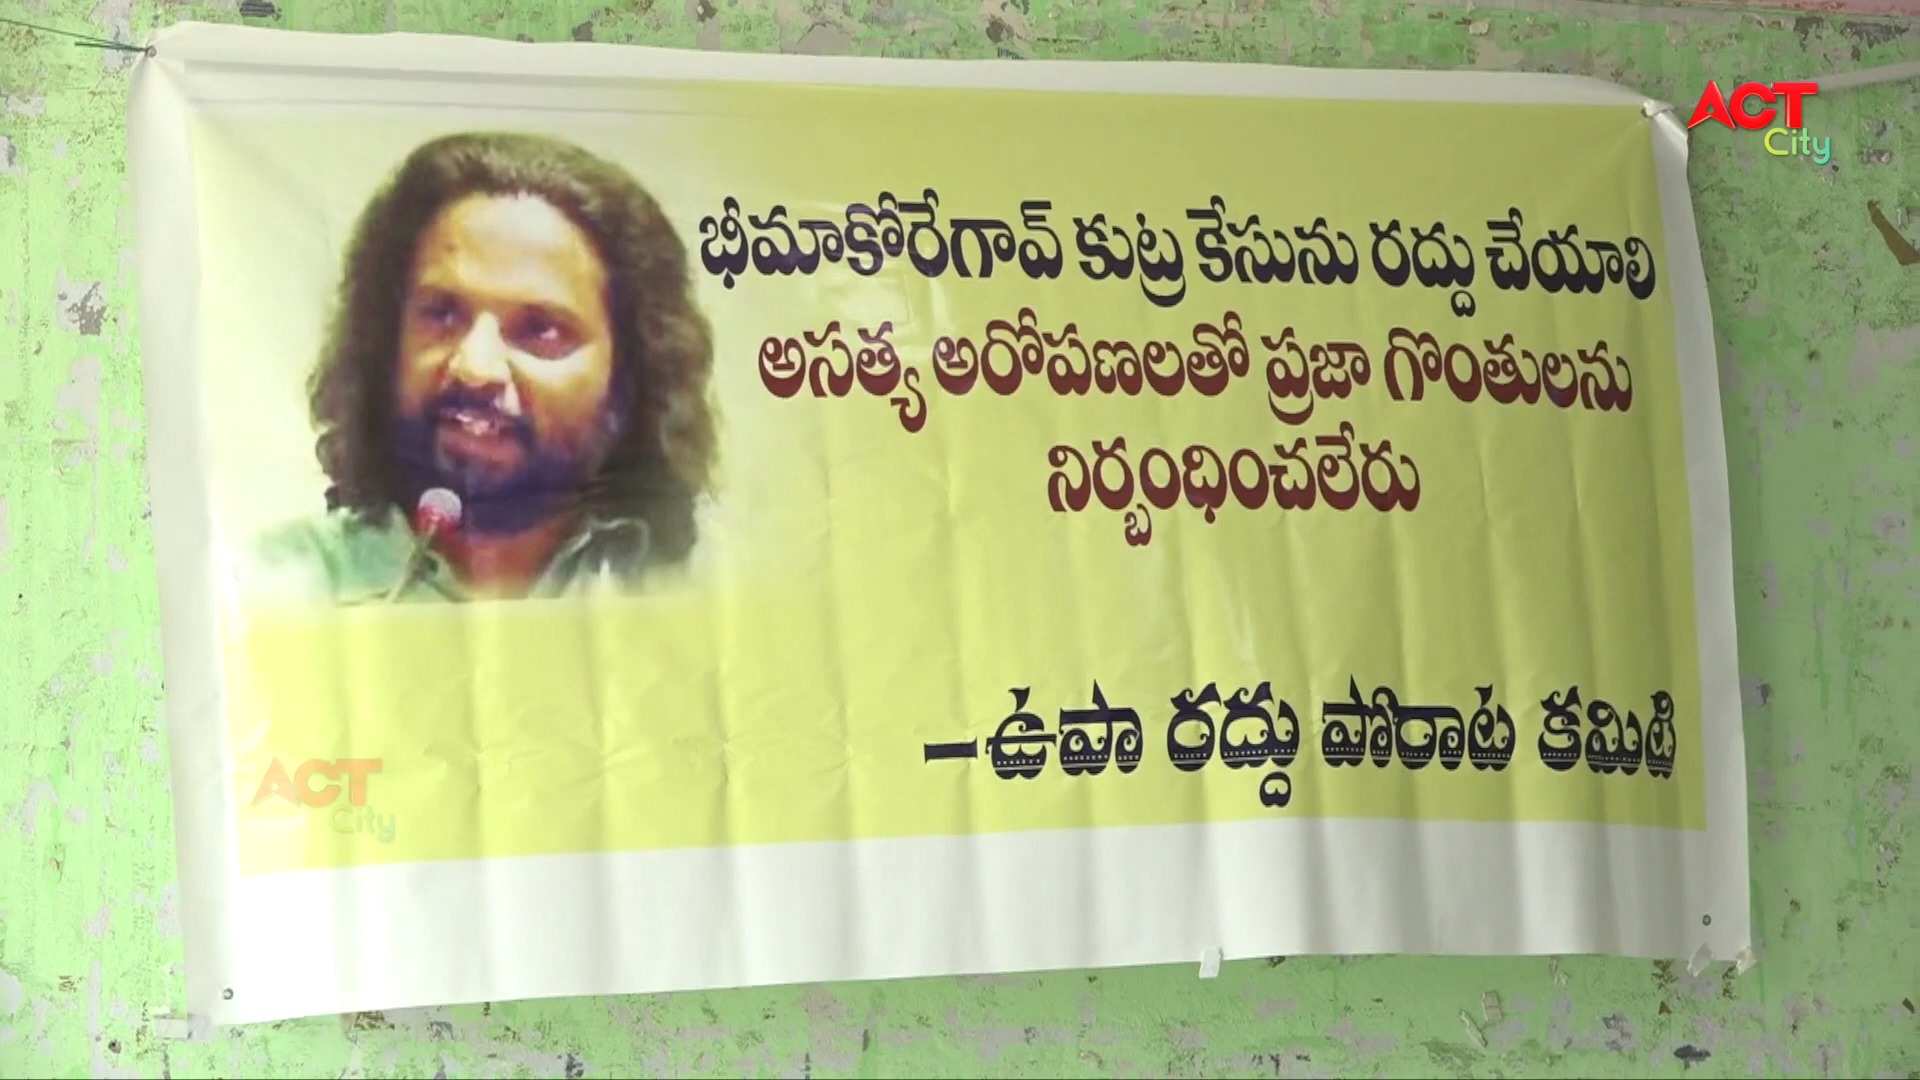 ACT
City
భీమాకోరేగావ్ కుట్ర కేసును రద్దు చేయాలి
అసత్య అరోపణలతో ప్రజా గొంతులను
నిర్బంధించలేరు
–ఉపా రద్దు పోరాట కమిటి
ACT
City